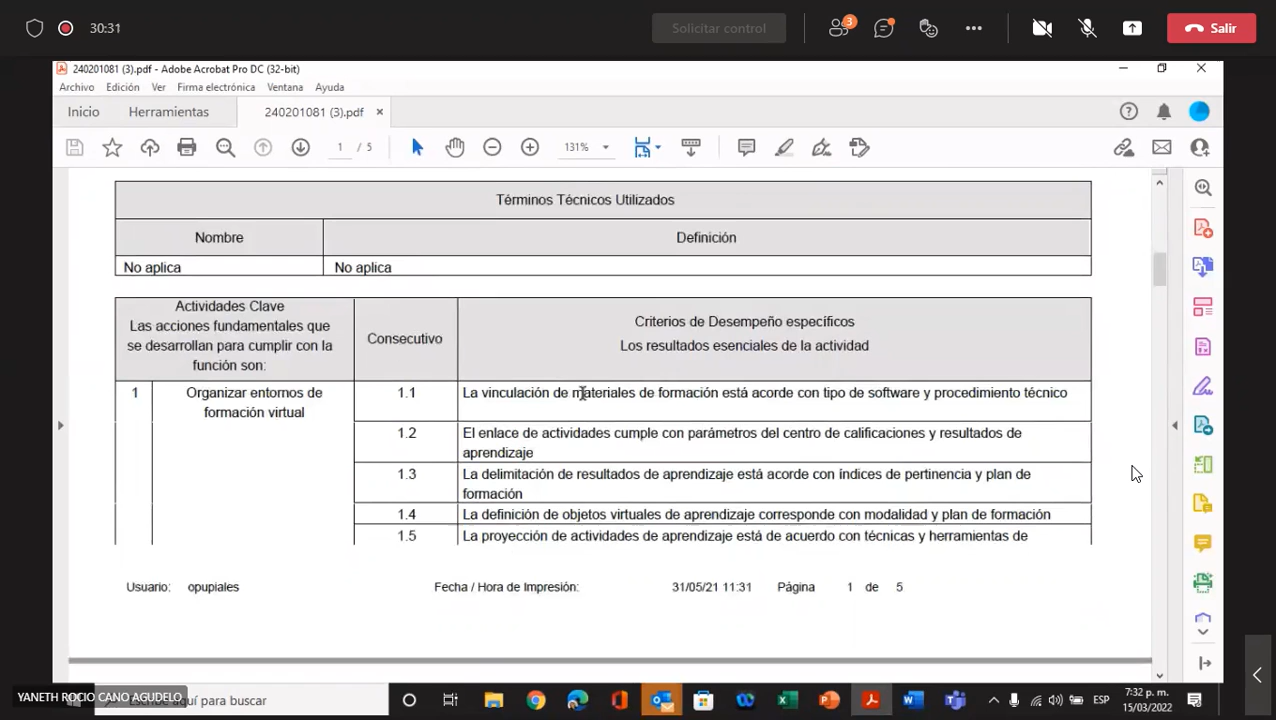 30:31
Solicitar control
3
Salir
240201081 (3).pdf - Adobe Acrobat Pro DC (32-bit)
Archivo Edición Ver Firma electrónica Ventana Ayuda
Inicio Herramientas 240201081 (3).pdf ×
1 / 5
131%
Términos Técnicos Utilizados
Nombre Definición
No aplica No aplica
Actividades Clave
Las acciones fundamentales que
se desarrollan para cumplir con la
función son:
Consecutivo
Criterios de Desempeño específicos
Los resultados esenciales de la actividad
1 Organizar entornos de
formación virtual
1.1 La vinculación de materiales de formación está acorde con tipo de software y procedimiento técnico
1.2 El enlace de actividades cumple con parámetros del centro de calificaciones y resultados de
aprendizaje
1.3 La delimitación de resultados de aprendizaje está acorde con índices de pertinencia y plan de
formación
1.4 La definción de objetos virtuales de aprendizaje corresponde con modalidad y plan de formación
1.5 La proyección de actividades de aprendizaje está de acuerdo con técnicas y herramientas de
Usuario: opupiales Fecha / Hora de Impresión: 31/05/21 11:31 Página 1 de 5
YANETH ROCIO CANO AGUDELO
Escribe aquí para buscar
ESP
7:32 p. m.
15/03/2022